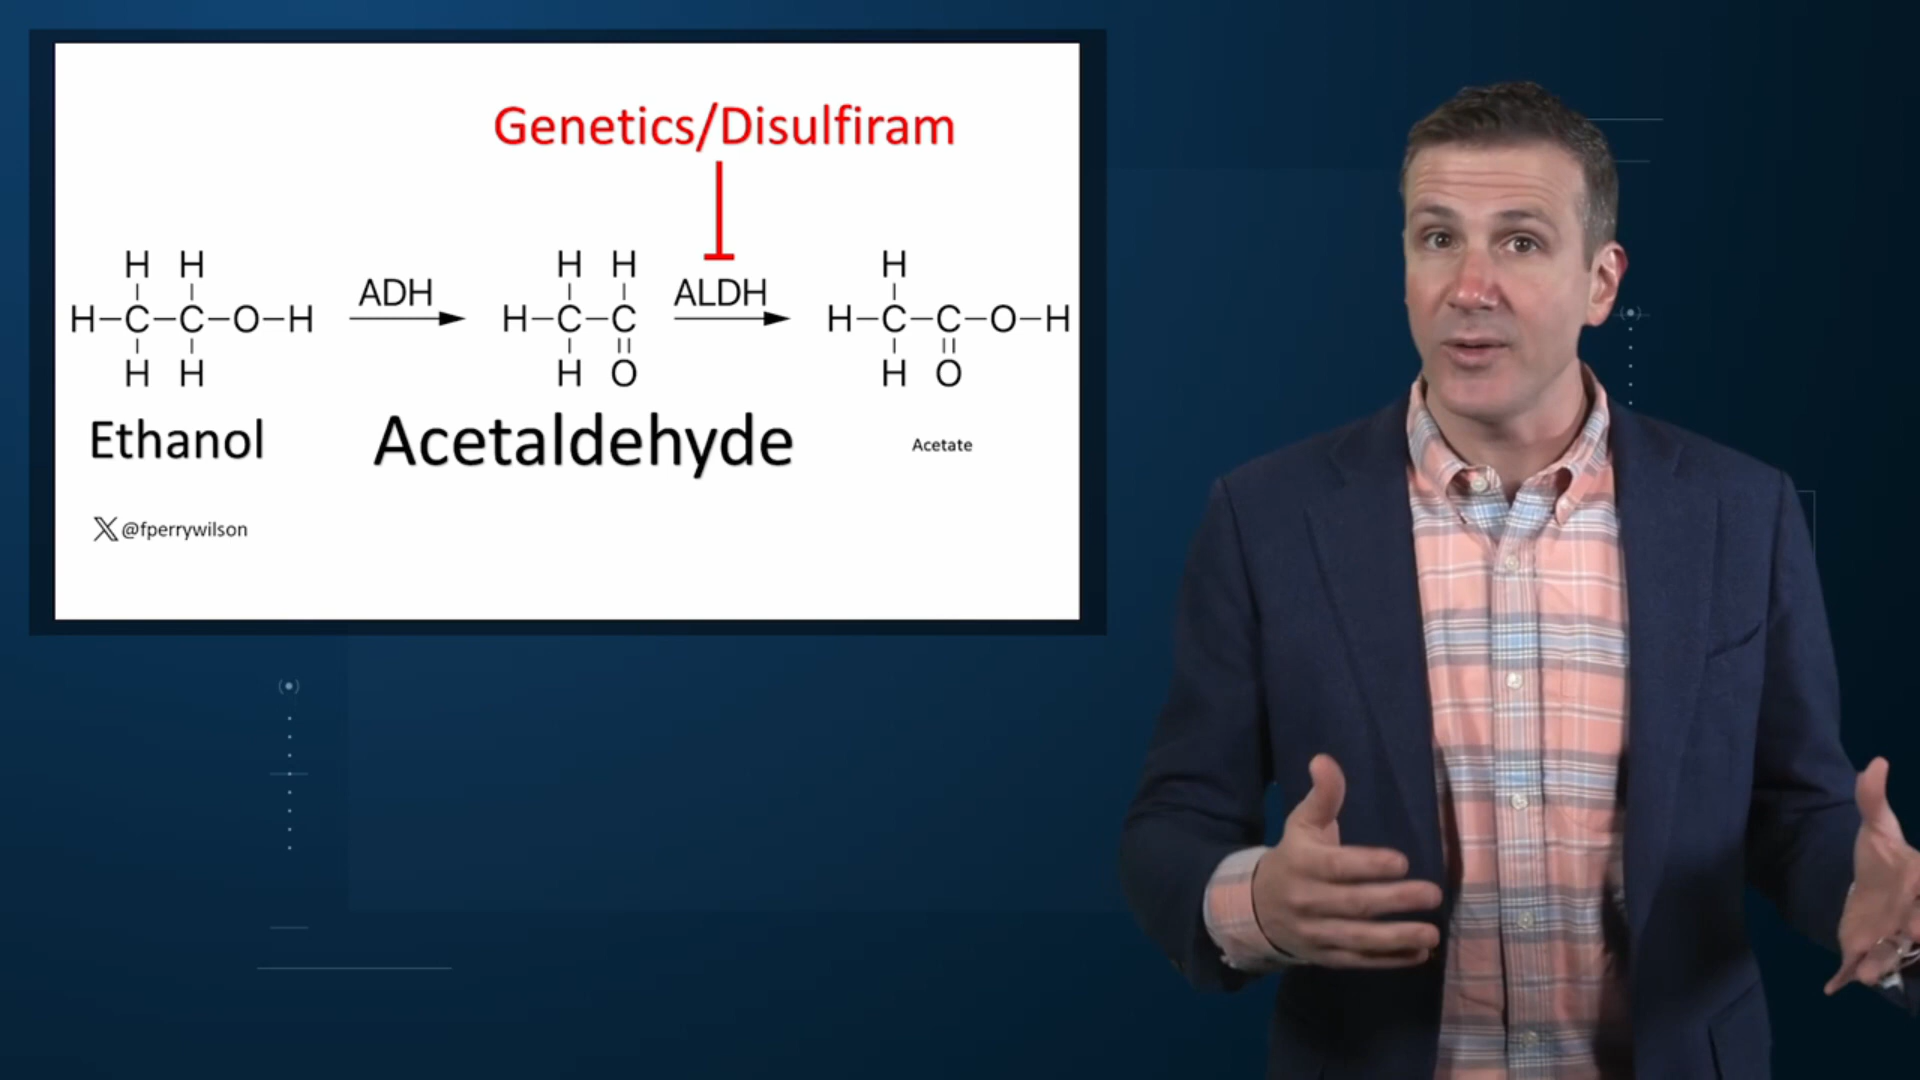 Genetics/Disulfiram
H H H H H
ADH ALDH
H-C-C-O-H H-C-C H-C-C-O-H
H H H O H O
Ethanol Acetaldehyde Acetate
X @fperrywilson